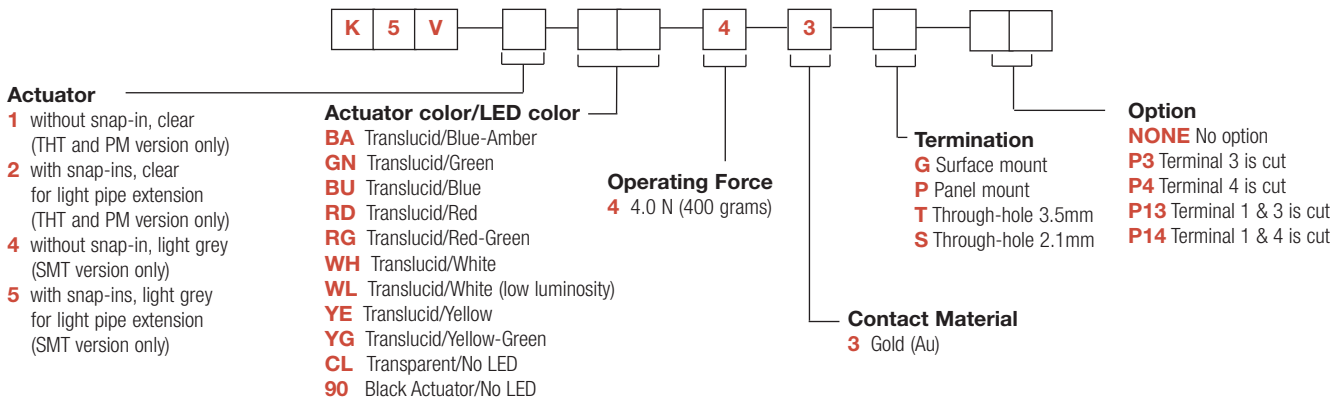 K 5 V 4 3
Actuator
1 without snap-in, clear
(THT and PM version only)
2 with snap-ins, clear
for light pipe extension
(THT and PM version only)
4 without snap-in, light grey
(SMT version only)
5 with snap-ins, light grey
for light pipe extension
(SMT version only)
Actuator color/LED color
BA Translucid/Blue-Amber
GN Translucid/Green
BU Translucid/Blue
RD Translucid/Red
RG Translucid/Red-Green
WH Translucid/White
WL Translucid/White (low luminosity)
YE Translucid/Yellow
YG Translucid/Yellow-Green
CL Transparent/No LED
90 Black Actuator/No LED
Operating Force
4 4.0 N (400 grams)
Contact Material
3 Gold (Au)
Termination
G Surface mount
P Panel mount
T Through-hole 3.5mm
S Through-hole 2.1mm
Option
NONE No option
P3 Terminal 3 is cut
P4 Terminal 4 is cut
P13 Terminal 1 & 3 is cut
P14 Terminal 1 & 4 is cut